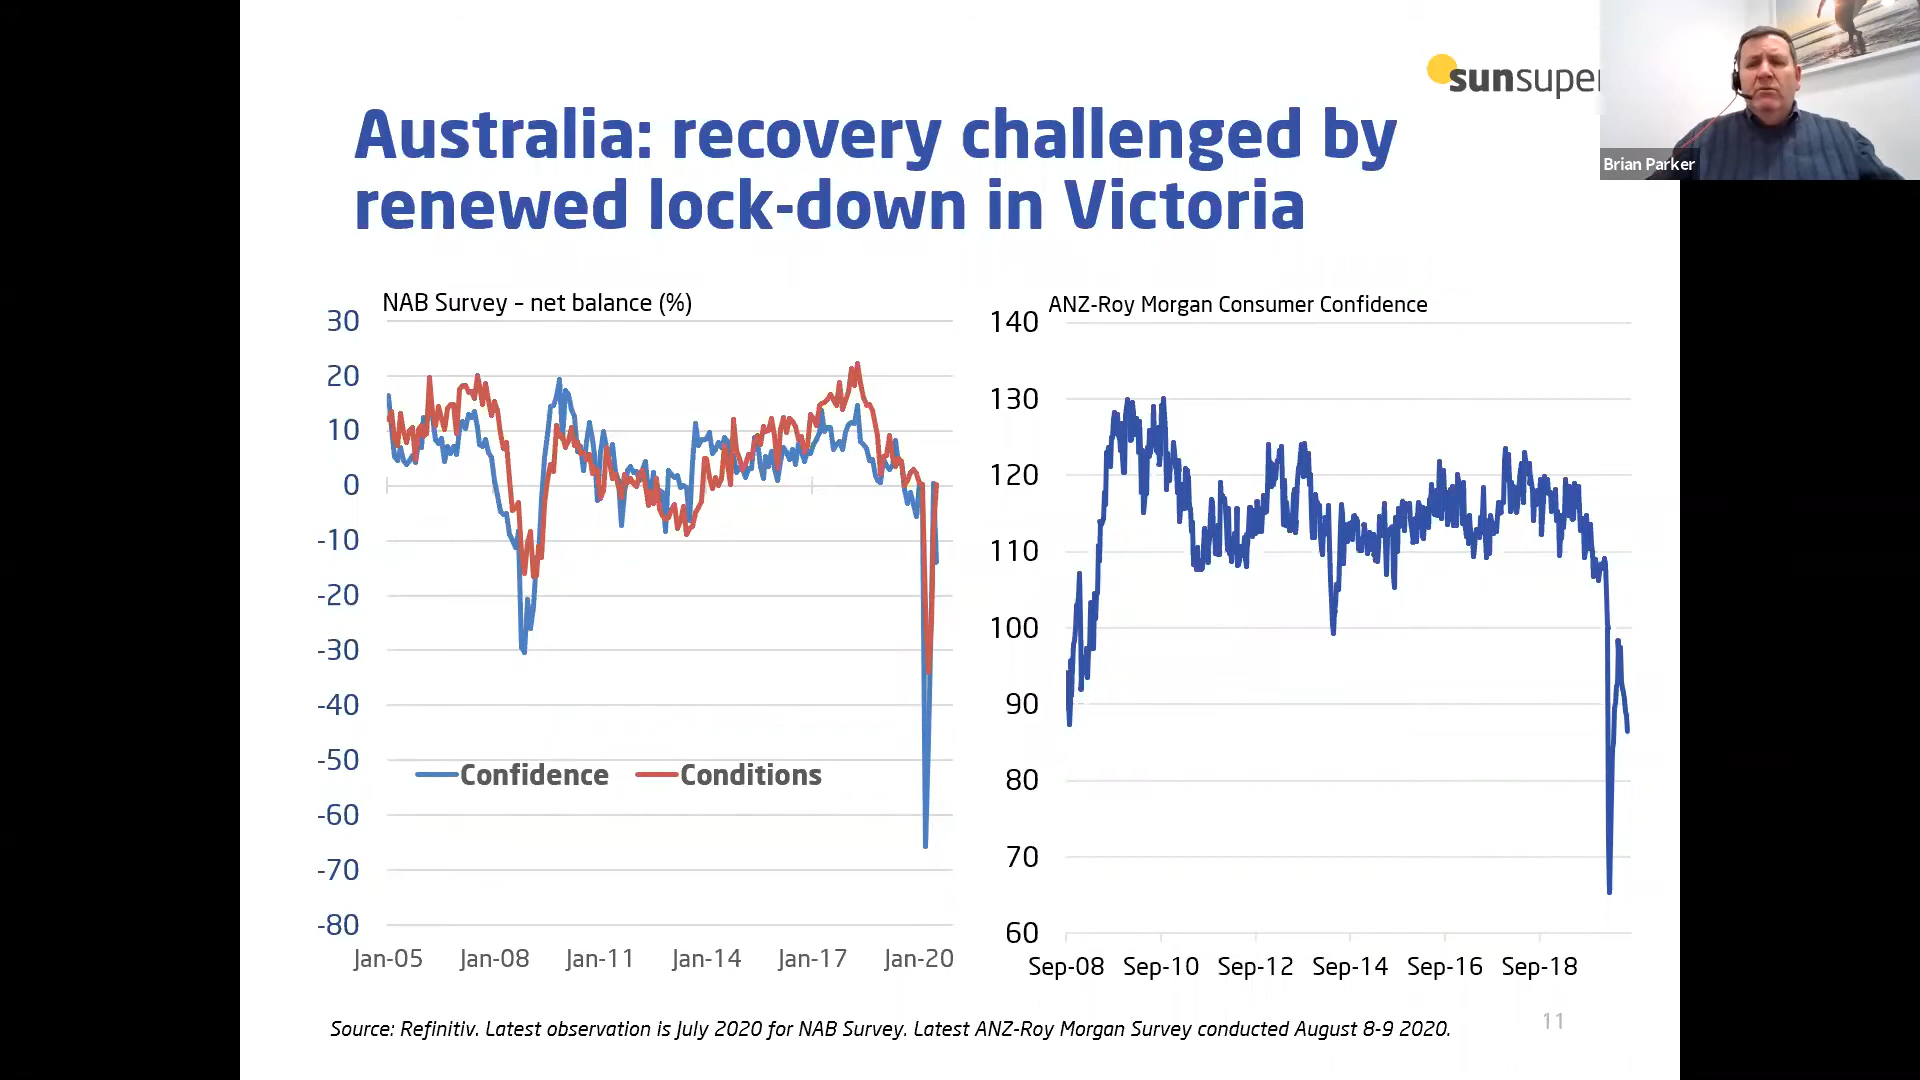 sunsuper
Brian Parker
Australia: recovery challenged by
renewed lock-down in Victoria
NAB Survey – net balance (%)
30
20
10
0
-10
-20
-30
-40
-50
-60
-70
-80
Confidence
Conditions
Jan-05 Jan-08 Jan-11 Jan-14 Jan-17 Jan-20
ANZ-Roy Morgan Consumer Confidence
140
130
120
110
100
90
80
70
60
Sep-08 Sep-10 Sep-12 Sep-14 Sep-16 Sep-18
Source: Refinitiv. Latest observation is July 2020 for NAB Survey. Latest ANZ-Roy Morgan Survey conducted August 8-9 2020.
11